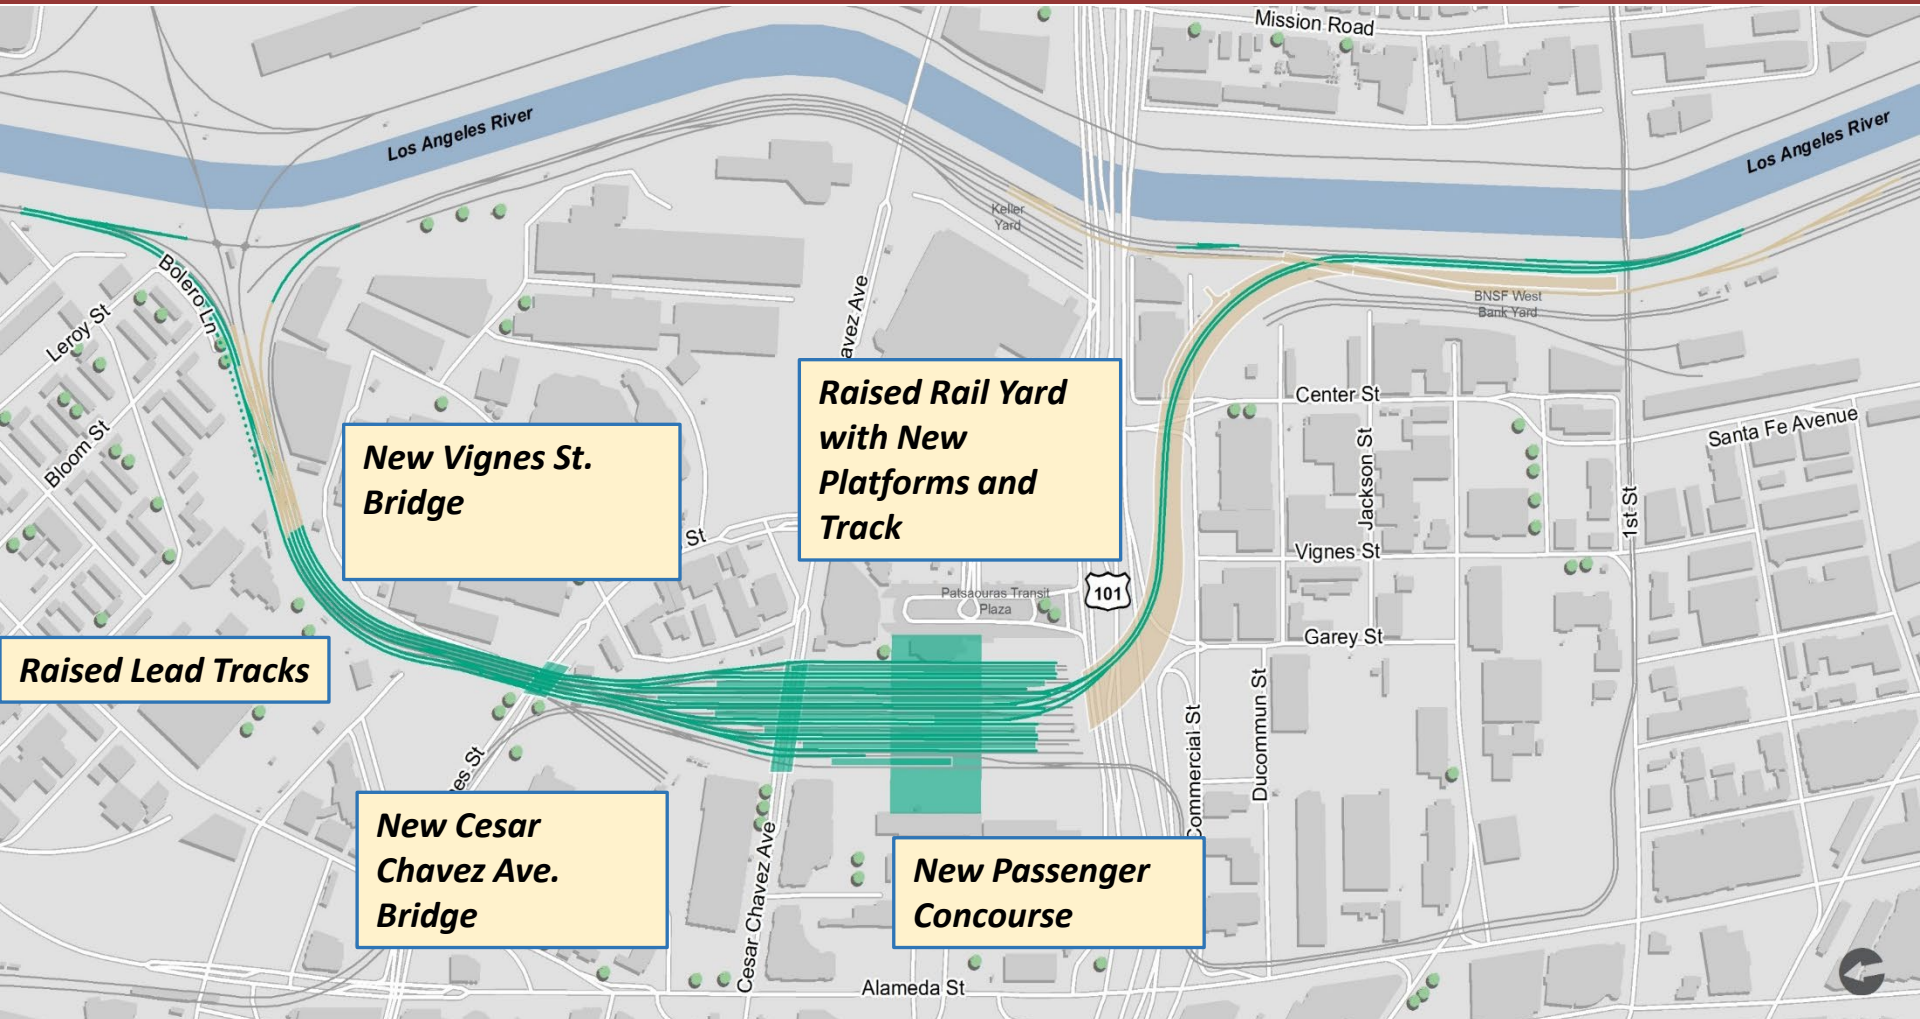 Mission Road
Los Angeles River
Los Angeles River
Keller
Yard
Bolero Ln
Leroy St
BNSF West
Bank Yard
avez Ave
Raised Rail Yard
with New
Platforms and
Track
Center St
Santa Fe Avenue
Bloom St
New Vignes St.
Bridge
Jackson St
1st St
St
Vignes St
101
Patsaouras Transit
Plaza
Garey St
Raised Lead Tracks
Ducommun St
Commercial St
nes St
New Cesar
Chavez Ave.
Bridge
Cesar Chavez Ave
New Passenger
Concourse
Alameda St